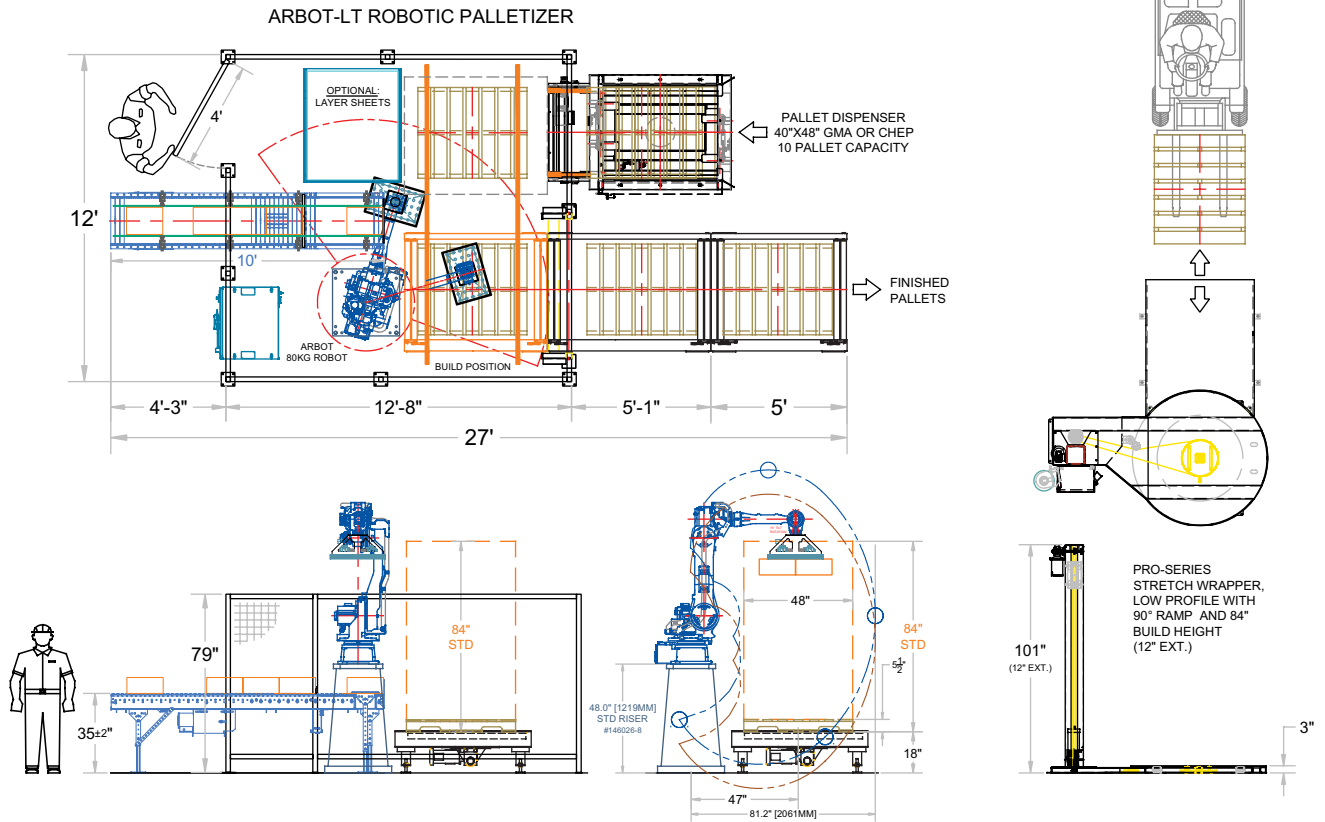 ARBOT-LT ROBOTIC PALLETIZER
OPTIONAL:
LAYER SHEETS
4'
PALLET DISPENSER
40"X48" GMA OR CHEP
10 PALLET CAPACITY
12'
10'
FINISHED
PALLETS
ARBOT
80KG ROBOT
BUILD POSITION
4'-3"
12'-8"
5'-1"
5'
27'
84"
STD
79"
35±2"
48"
84"
STD
5 1/2"
48.0" [1219MM]
STD RISER
#146026-8
18"
47"
81.2" [2061MM]
PRO-SERIES
STRETCH WRAPPER,
LOW PROFILE WITH
90° RAMP AND 84"
BUILD HEIGHT
(12" EXT.)
101"
(12" EXT.)
3"